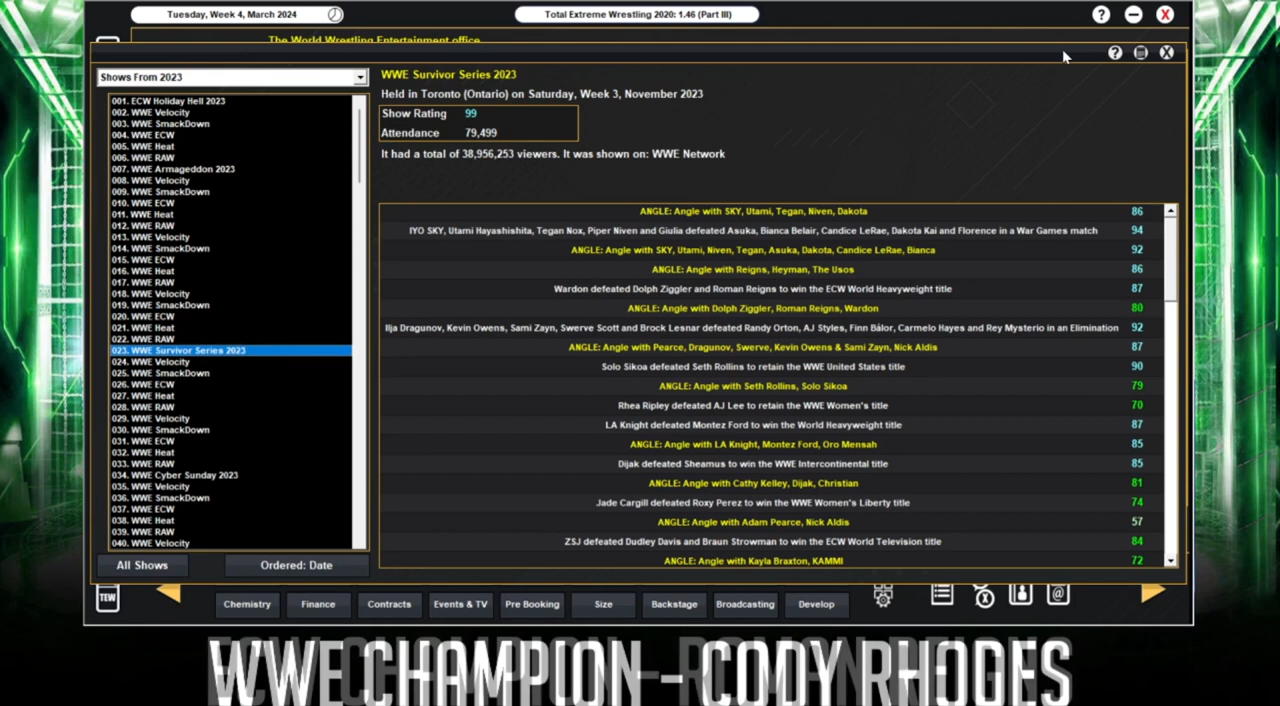 Tuesday, Week 4, March 2024
Total Extreme Wrestling 2020: 1.46 (Part III)
The World Wrestling Entertainment office
Shows From 2023
001. ECW Holiday Hell 2023
002. WWE Velocity
003. WWE SmackDown
004. WWE ECW
005. WWE Heat
006. WWE RAW
007. WWE Armageddon 2023
008. WWE Velocity
009. WWE SmackDown
010. WWE ECW
011. WWE Heat
012. WWE RAW
013. WWE Velocity
014. WWE SmackDown
015. WWE ECW
016. WWE Heat
017. WWE RAW
018. WWE Velocity
019. WWE SmackDown
020. WWE ECW
021. WWE Heat
022. WWE RAW
023. WWE Survivor Series 2023
024. WWE Velocity
025. WWE SmackDown
026. WWE ECW
027. WWE Heat
028. WWE RAW
029. WWE Velocity
030. WWE SmackDown
031. WWE ECW
032. WWE Heat
033. WWE RAW
034. WWE Cyber Sunday 2023
035. WWE Velocity
036. WWE SmackDown
037. WWE ECW
038. WWE Heat
039. WWE RAW
040. WWE Velocity
All Shows
Ordered: Date
WWE Survivor Series 2023
Held in Toronto (Ontario) on Saturday, Week 3, November 2023
Show Rating 99
Attendance 79,499
It had a total of 38,956,253 viewers. It was shown on: WWE Network
ANGLE: Angle with SKY, Utami, Tegan, Niven, Dakota 86
IYO SKY, Utami Hayashishita, Tegan Nox, Piper Niven and Giulia defeated Asuka, Bianca Belair, Candice LeRae, Dakota Kai and Florence in a War Games match 94
ANGLE: Angle with SKY, Utami, Niven, Tegan, Asuka, Dakota, Candice LeRae, Bianca 92
ANGLE: Angle with Reigns, Heyman, The Usos 86
Wardon defeated Dolph Ziggler and Roman Reigns to win the ECW World Heavyweight title 87
ANGLE: Angle with Dolph Ziggler, Roman Reigns, Wardon 80
Ilja Dragunov, Kevin Owens, Sami Zayn, Swerve Scott and Brock Lesnar defeated Randy Orton, AJ Styles, Finn Bálor, Carmelo Hayes and Rey Mysterio in an Elimination 92
ANGLE: Angle with Pearce, Dragunov, Swerve, Kevin Owens & Sami Zayn, Nick Aldis 87
Solo Sikoa defeated Seth Rollins to retain the WWE United States title 90
ANGLE: Angle with Seth Rollins, Solo Sikoa 79
Rhea Ripley defeated AJ Lee to retain the WWE Women's title 70
LA Knight defeated Montez Ford to win the World Heavyweight title 87
ANGLE: Angle with LA Knight, Montez Ford, Oro Mensah 85
Dijak defeated Sheamus to win the WWE Intercontinental title 85
ANGLE: Angle with Cathy Kelley, Dijak, Christian 81
Jade Cargill defeated Roxy Perez to win the WWE Women's Liberty title 74
ANGLE: Angle with Adam Pearce, Nick Aldis 57
ZSJ defeated Dudley Davis and Braun Strowman to win the ECW World Television title 84
ANGLE: Angle with Kayla Braxton, KAMMI 72
TEW
Chemistry
Finance
Contracts
Events & TV
Pre Booking
Size
Backstage
Broadcasting
Develop
WWE CHAMPION - CODY RHODES
ECW CHAMPION - ROMAN REIGNS